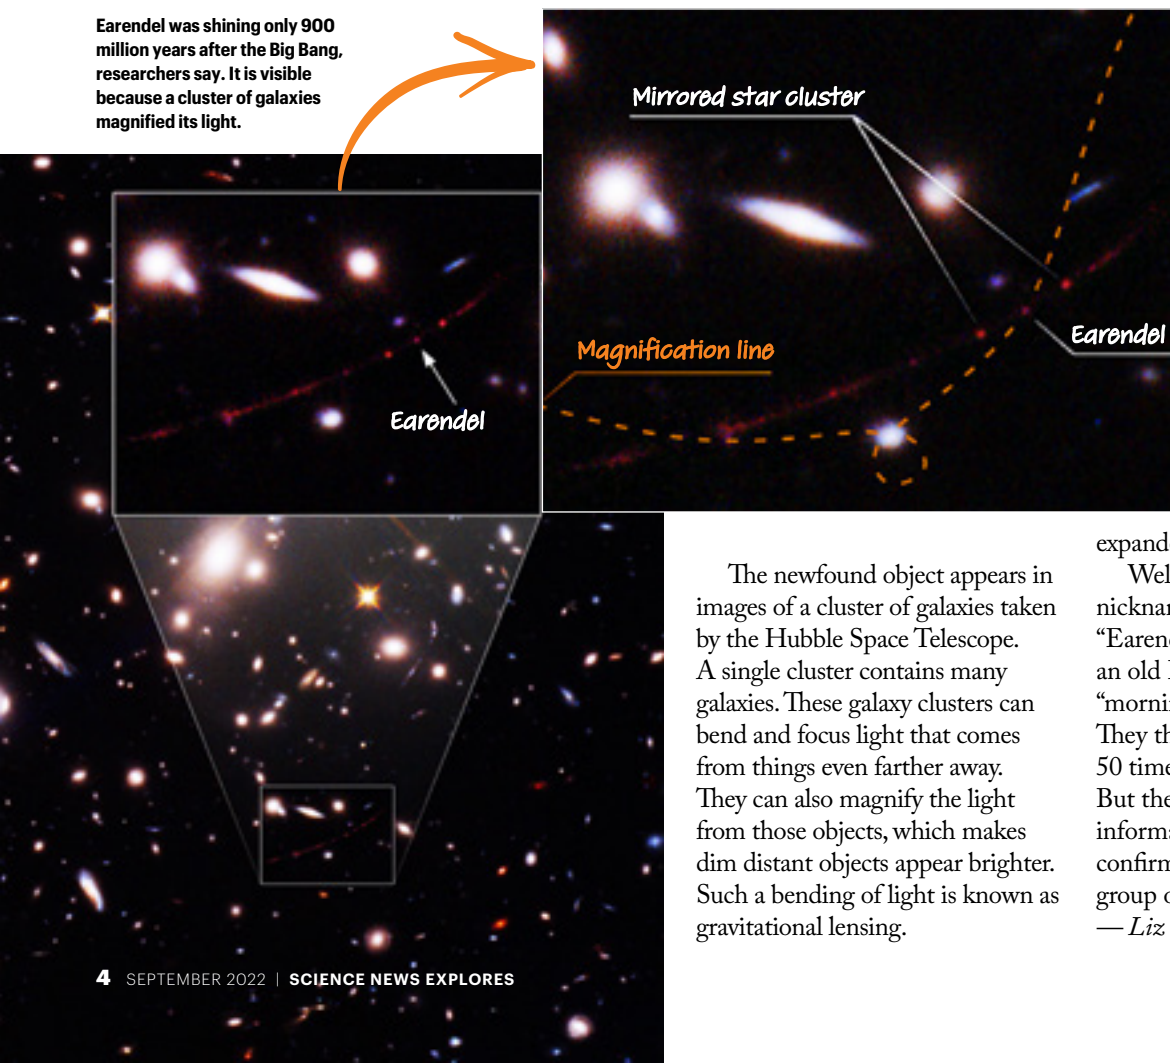 Earendel was shining only 900
million years after the Big Bang,
researchers say. It is visible
because a cluster of galaxies
magnified its light.
Mirrored star cluster
Magnification line
Earendel
Earendel
The newfound object appears in
images of a cluster of galaxies taken
by the Hubble Space Telescope.
A single cluster contains many
galaxies. These galaxy clusters can
bend and focus light that comes
from things even farther away.
They can also magnify the light
from those objects, which makes
dim distant objects appear brighter.
Such a bending of light is known as
gravitational lensing.
expand
Wel
nicknar
“Earen
an old
“morni
They th
50 time
But the
inform
confirm
group o
— Liz
4 SEPTEMBER 2022 | SCIENCE NEWS EXPLORES